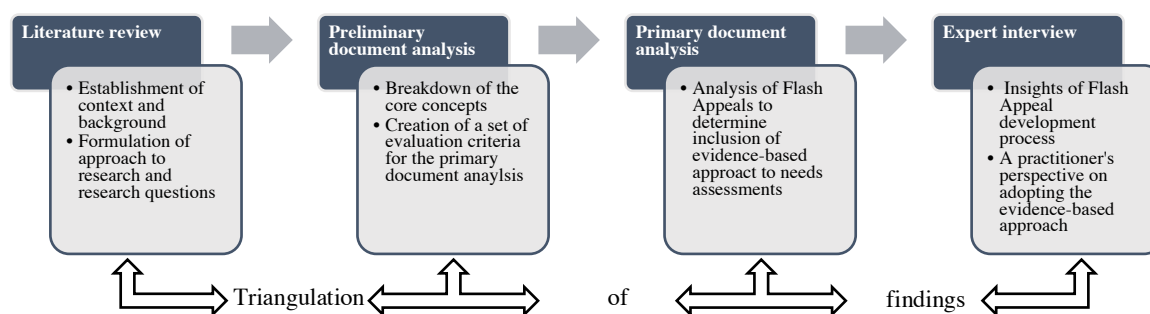 Literature review
• Establishment of
context and
background
• Formulation of
approach to
research and
research questions
Preliminary
document analysis
• Breakdown of the
core concepts
• Creation of a set of
evaluation criteria
for the primary
document anaylsis
Primary document
analysis
• Analysis of Flash
Appeals to
determine
inclusion of
evidence-based
approact to needs
assessments
Expert interview
• Insights of Flash
Appeal
development
process
• A practitioner's
perspective on
adopting the
evidence-based
approach
Triangulation of findings